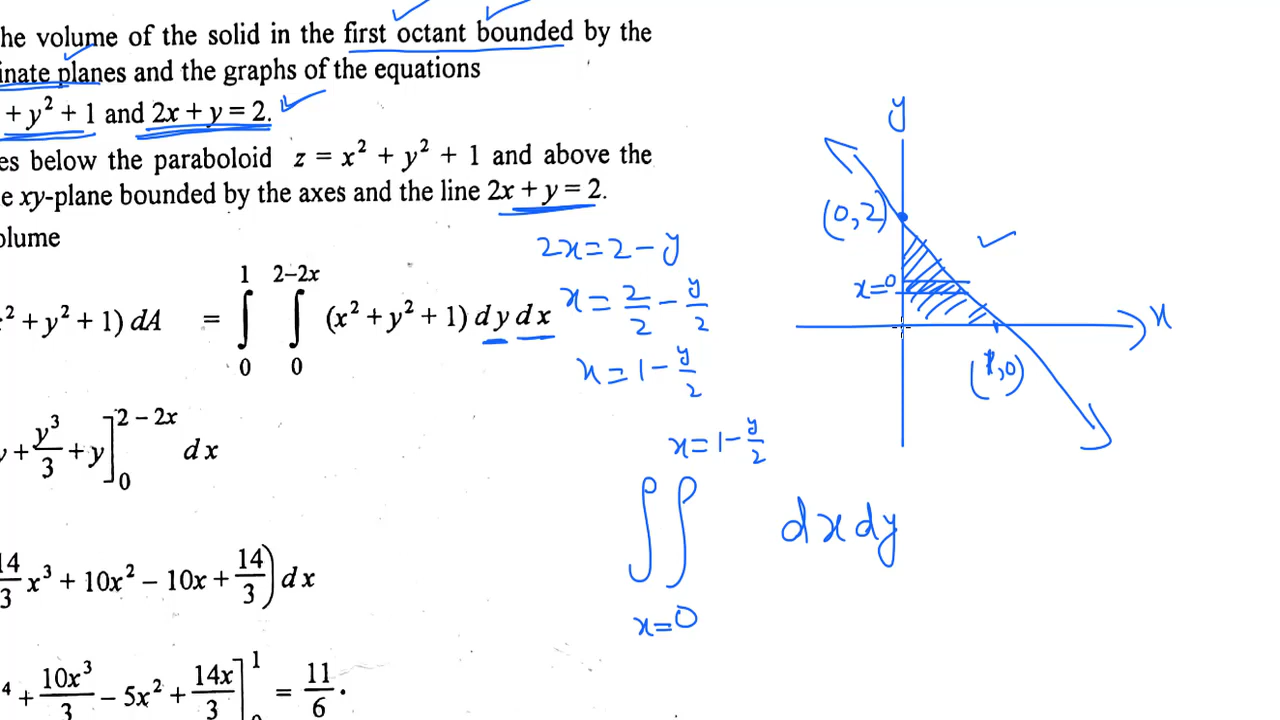 he volume of the solid in the first octant bounded by the
inate planes and the graphs of the equations
+ y² + 1 and 2x + y = 2.
es below the paraboloid z = x² + y² + 1 and above the
e xy-plane bounded by the axes and the line 2x + y = 2.
olume
² + y² + 1) dA = ∫₀¹ ∫₀²⁻²ˣ (x² + y² + 1) dy dx
y + y³/3 + y]₀²⁻²ˣ dx
14/3 x³ + 10x² − 10x + 14/3) dx
⁴ + 10x³/3 − 5x² + 14x/3]₀¹ = 11/6.
2x = 2 − y
x = 2/2 − y/2
x = 1 − y/2
x = 1 − y/2
∫∫ dx dy
x = 0
y
(0,2)
x=0
x
(1,0)